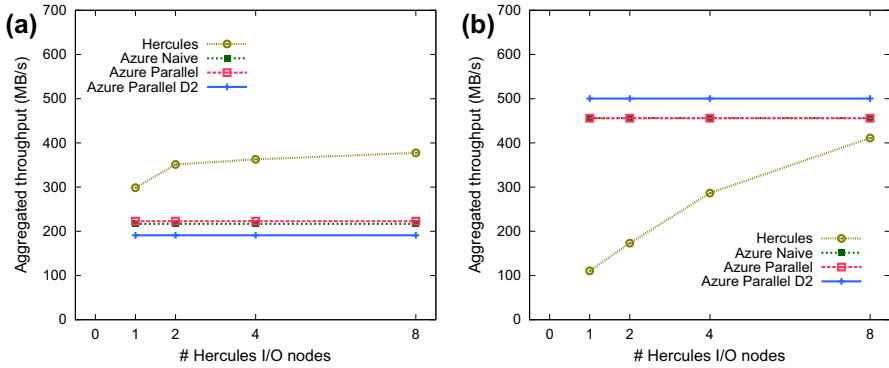 (a)
Aggregated throughput (MB/s)
700
600
500
400
300
200
100
0
Hercules
Azure Naive
Azure Parallel
Azure Parallel D2
0 1 2 4 8
# Hercules I/O nodes
(b)
Aggregated throughput (MB/s)
700
600
500
400
300
200
100
0
Hercules
Azure Naive
Azure Parallel
Azure Parallel D2
0 1 2 4 8
# Hercules I/O nodes